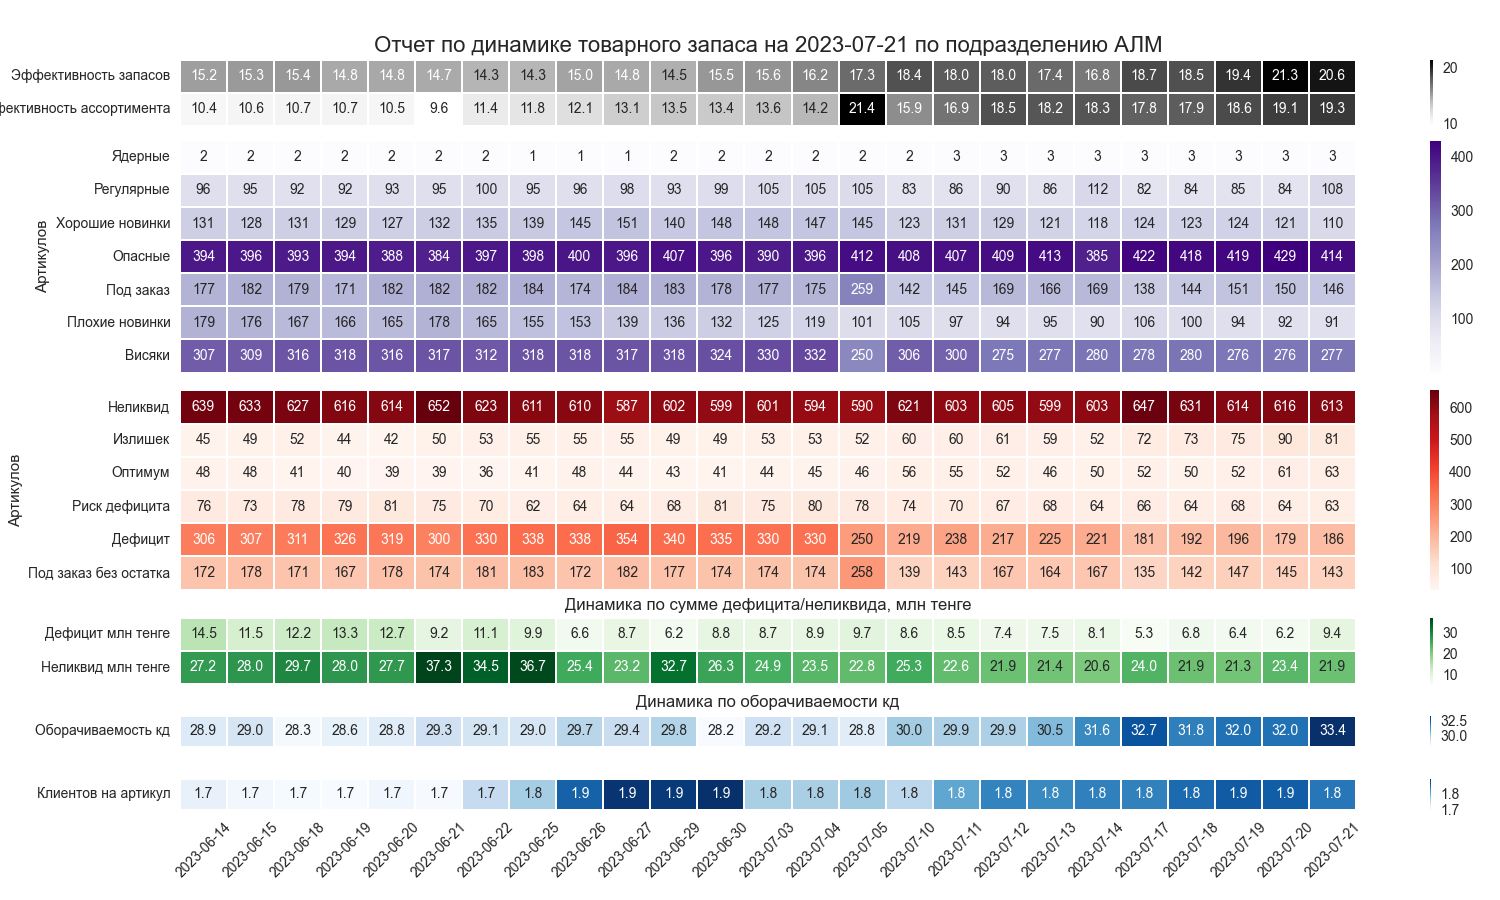 Отчет по динамике товарного запаса на 2023-07-21 по подразделению АЛМ
Эффективность запасов 15.2 15.3 15.4 14.8 14.8 14.7 14.3 14.3 15.0 14.8 14.5 15.5 15.6 16.2 17.3 18.4 18.0 18.0 17.4 16.8 18.7 18.5 19.4 21.3 20.6
фективность ассортимента 10.4 10.6 10.7 10.7 10.5 9.6 11.4 11.8 12.1 13.1 13.5 13.4 13.6 14.2 21.4 15.9 16.9 18.5 18.2 18.3 17.8 17.9 18.6 19.1 19.3
20
10
Артикулов
Ядерные 2 2 2 2 2 2 2 1 1 1 2 2 2 2 2 2 3 3 3 3 3 3 3 3 3
Регулярные 96 95 92 92 93 95 100 95 96 98 93 99 105 105 105 83 86 90 86 112 82 84 85 84 108
Хорошие новинки 131 128 131 129 127 132 135 139 145 151 140 148 148 147 145 123 131 129 121 118 124 123 124 121 110
Опасные 394 396 393 394 388 384 397 398 400 396 407 396 390 396 412 408 407 409 413 385 422 418 419 429 414
Под заказ 177 182 179 171 182 182 182 184 174 184 183 178 177 175 259 142 145 169 166 169 138 144 151 150 146
Плохие новинки 179 176 167 166 165 178 165 155 153 139 136 132 125 119 101 105 97 94 95 90 106 100 94 92 91
Висяки 307 309 316 318 316 317 312 318 318 317 318 324 330 332 250 306 300 275 277 280 278 280 276 276 277
400
300
200
100
Артикулов
Неликвид 639 633 627 616 614 652 623 611 610 587 602 599 601 594 590 621 603 605 599 603 647 631 614 616 613
Излишек 45 49 52 44 42 50 53 55 55 55 49 49 53 53 52 60 60 61 59 52 72 73 75 90 81
Оптимум 48 48 41 40 39 39 36 41 48 44 43 41 44 45 46 56 55 52 46 50 52 50 52 61 63
Риск дефицита 76 73 78 79 81 75 70 62 64 64 68 81 75 80 78 74 70 67 68 64 66 64 68 64 63
Дефицит 306 307 311 326 319 300 330 338 338 354 340 335 330 330 250 219 238 217 225 221 181 192 196 179 186
Под заказ без остатка 172 178 171 167 178 174 181 183 172 182 177 174 174 174 258 139 143 167 164 167 135 142 147 145 143
600
500
400
300
200
100
Динамика по сумме дефицита/неликвида, млн тенге
Дефицит млн тенге 14.5 11.5 12.2 13.3 12.7 9.2 11.1 9.9 6.6 8.7 6.2 8.8 8.7 8.9 9.7 8.6 8.5 7.4 7.5 8.1 5.3 6.8 6.4 6.2 9.4
Неликвид млн тенге 27.2 28.0 29.7 28.0 27.7 37.3 34.5 36.7 25.4 23.2 32.7 26.3 24.9 23.5 22.8 25.3 22.6 21.9 21.4 20.6 24.0 21.9 21.3 23.4 21.9
30
20
10
Динамика по оборачиваемости кд
Оборачиваемость кд 28.9 29.0 28.3 28.6 28.8 29.3 29.1 29.0 29.7 29.4 29.8 28.2 29.2 29.1 28.8 30.0 29.9 29.9 30.5 31.6 32.7 31.8 32.0 32.0 33.4
32.5
30.0
Клиентов на артикул 1.7 1.7 1.7 1.7 1.7 1.7 1.7 1.8 1.9 1.9 1.9 1.9 1.8 1.8 1.8 1.8 1.8 1.8 1.8 1.8 1.8 1.8 1.9 1.9 1.8
1.8
1.7
2023-06-14 2023-06-15 2023-06-18 2023-06-19 2023-06-20 2023-06-21 2023-06-22 2023-06-25 2023-06-26 2023-06-27 2023-06-29 2023-06-30 2023-07-03 2023-07-04 2023-07-05 2023-07-10 2023-07-11 2023-07-12 2023-07-13 2023-07-14 2023-07-17 2023-07-18 2023-07-19 2023-07-20 2023-07-21